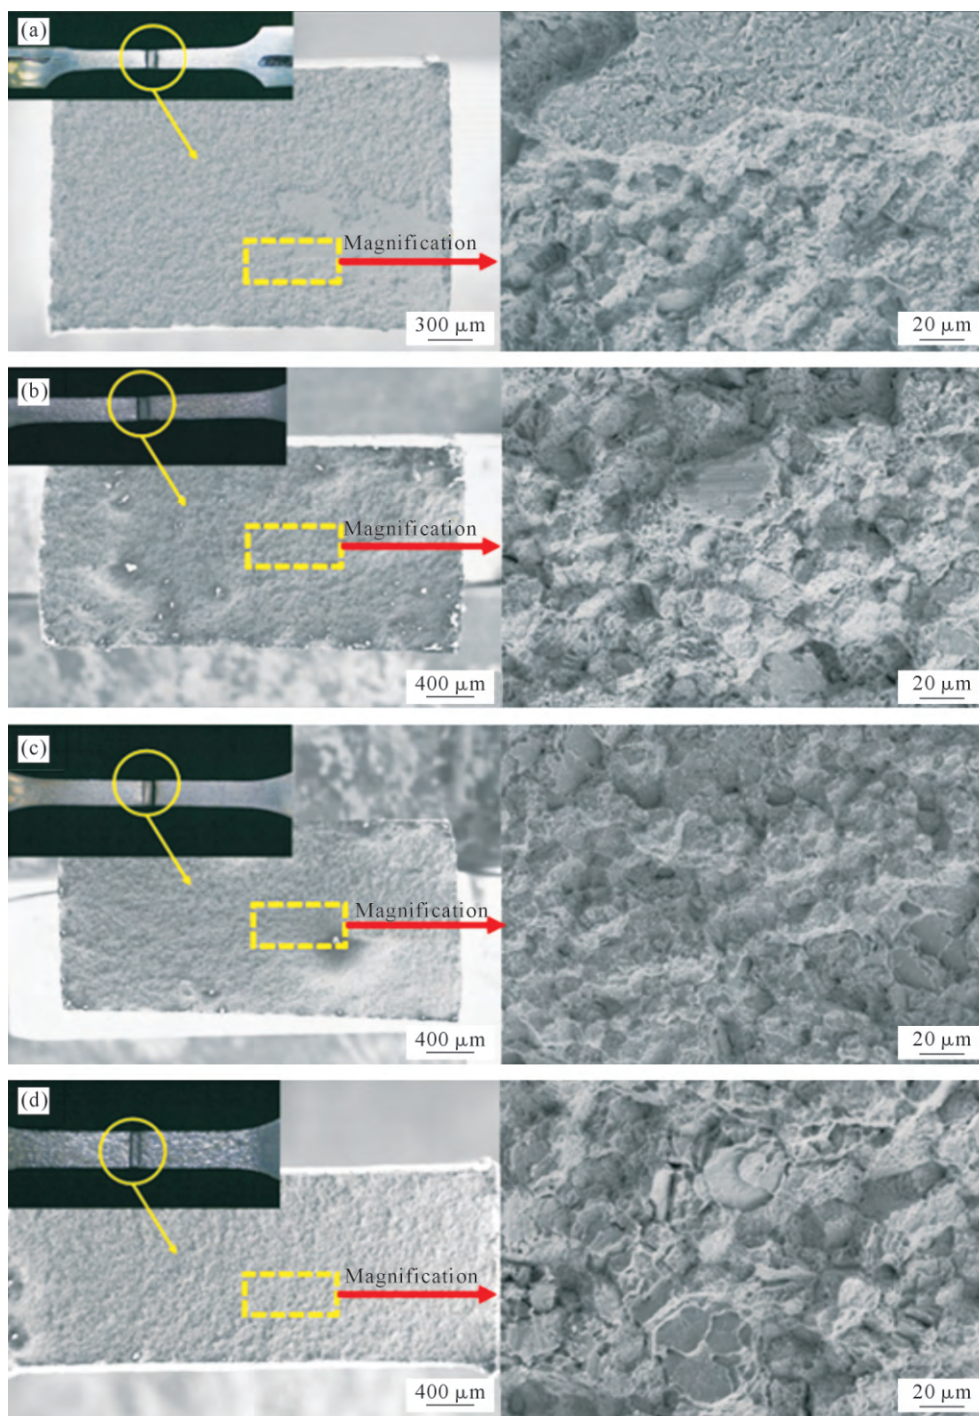 (a)
Magnification
300 μm
20 μm
(b)
Magnification
400 μm
20 μm
(c)
Magnification
400 μm
20 μm
(d)
Magnification
400 μm
20 μm